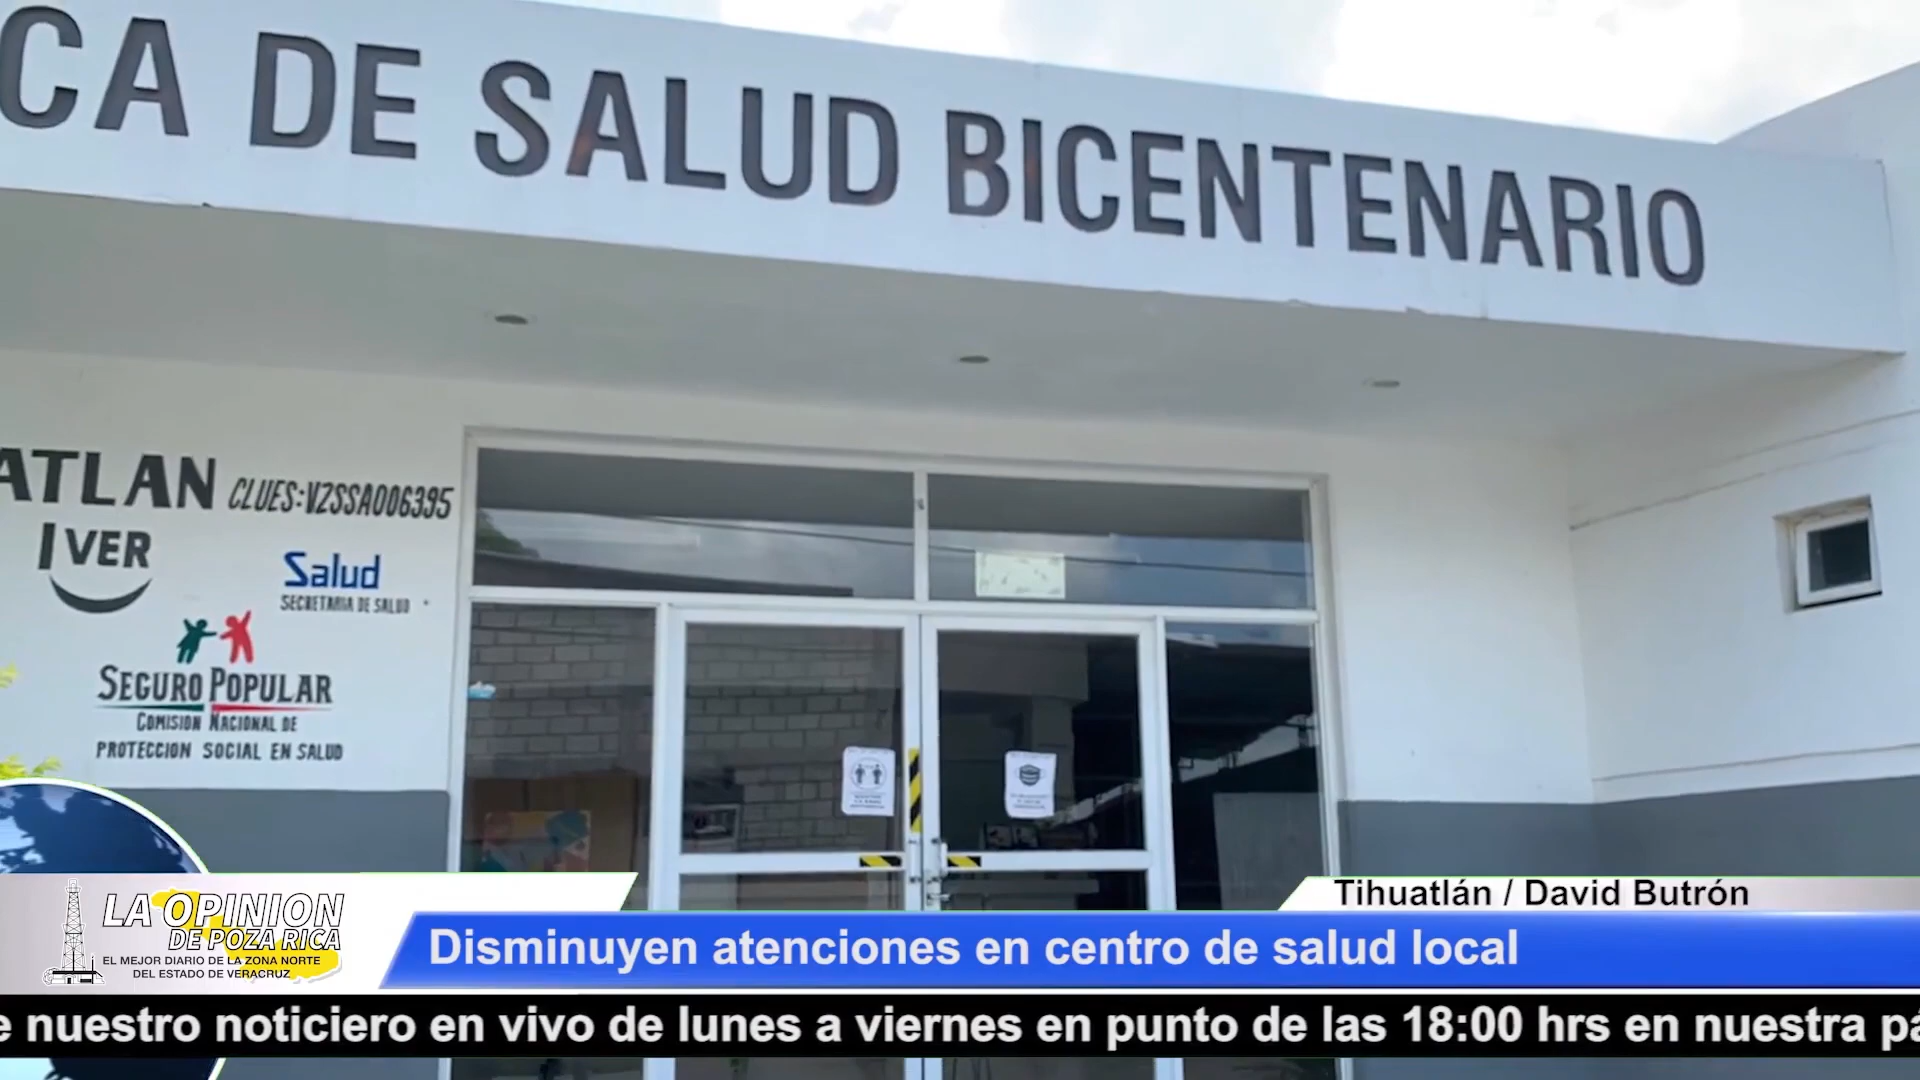 CA DE SALUD BICENTENARIO
ATLAN CLUES:VZSSA006395
IVER
Salud
SECRETARIA DE SALUD
SEGURO POPULAR
COMISION NACIONAL DE
PROTECCION SOCIAL EN SALUD
Tihuatlán / David Butrón
LA OPINION
DE POZA RICA
EL MEJOR DIARIO DE LA ZONA NORTE
DEL ESTADO DE VERACRUZ
Disminuyen atenciones en centro de salud local
e nuestro noticiero en vivo de lunes a viernes en punto de las 18:00 hrs en nuestra pá